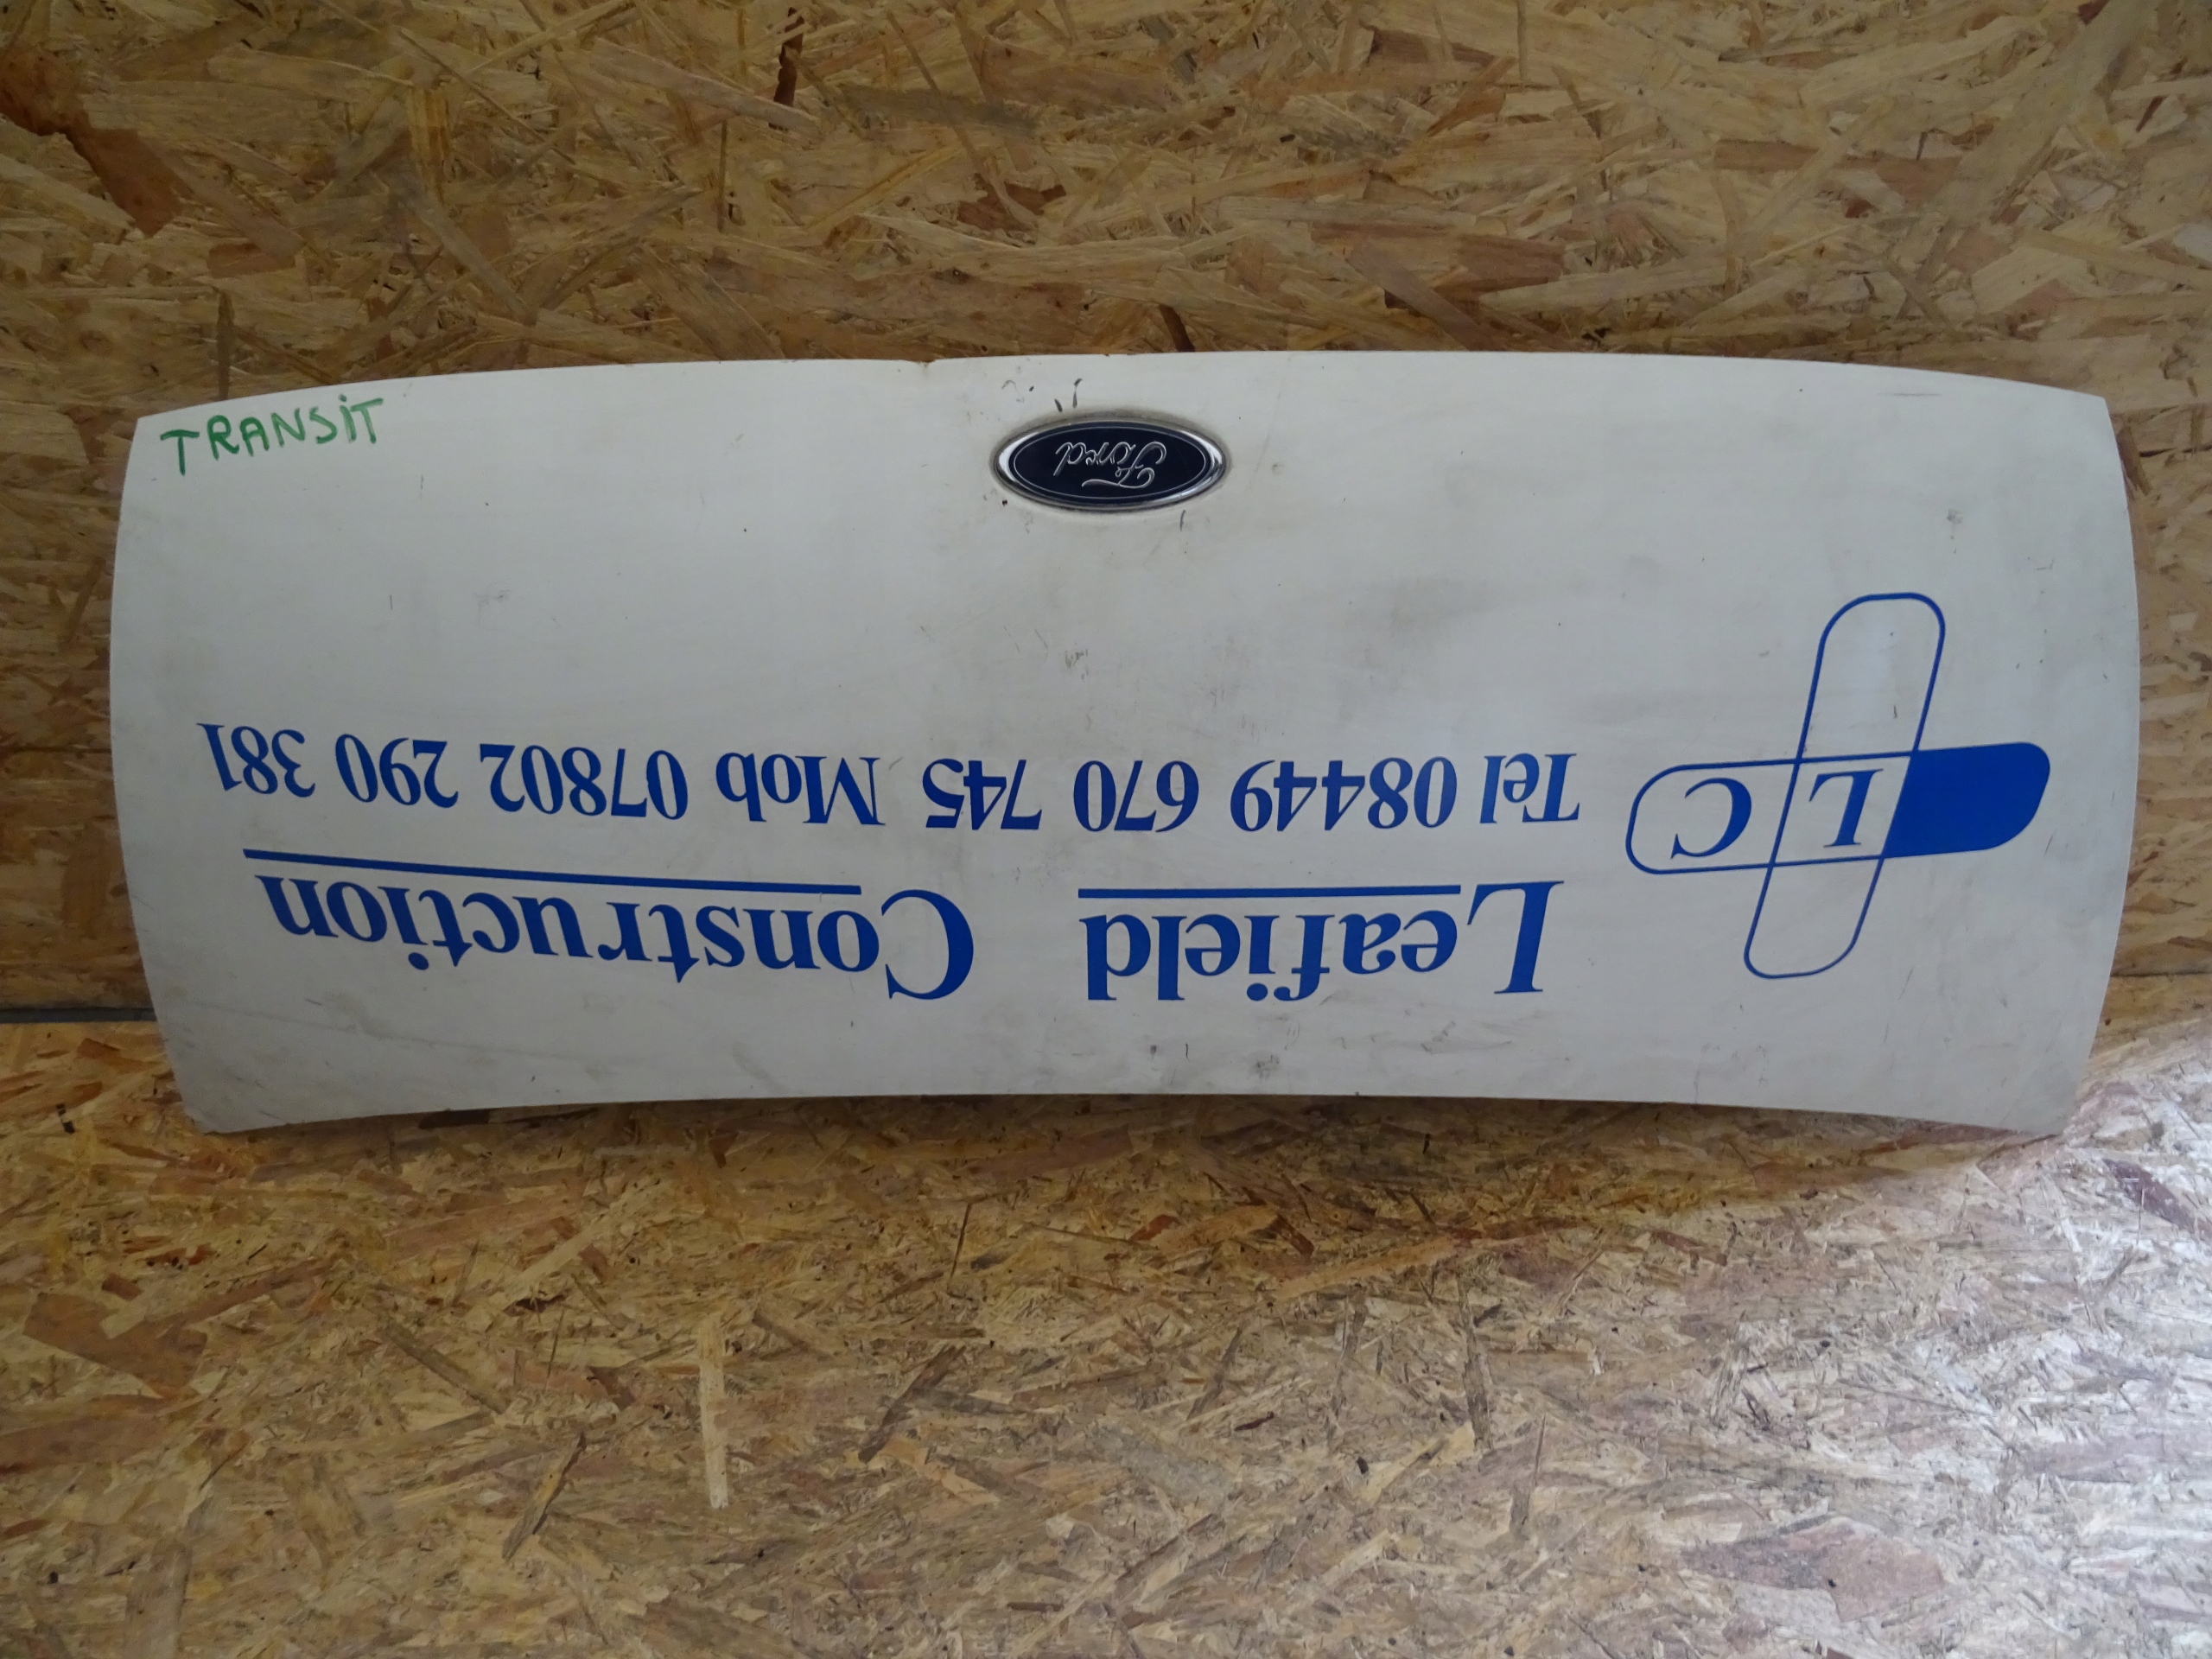 TRANSIT
Ford
L C
Leafield Construction
Tel 08449 670 745 Mob 07802 290 381